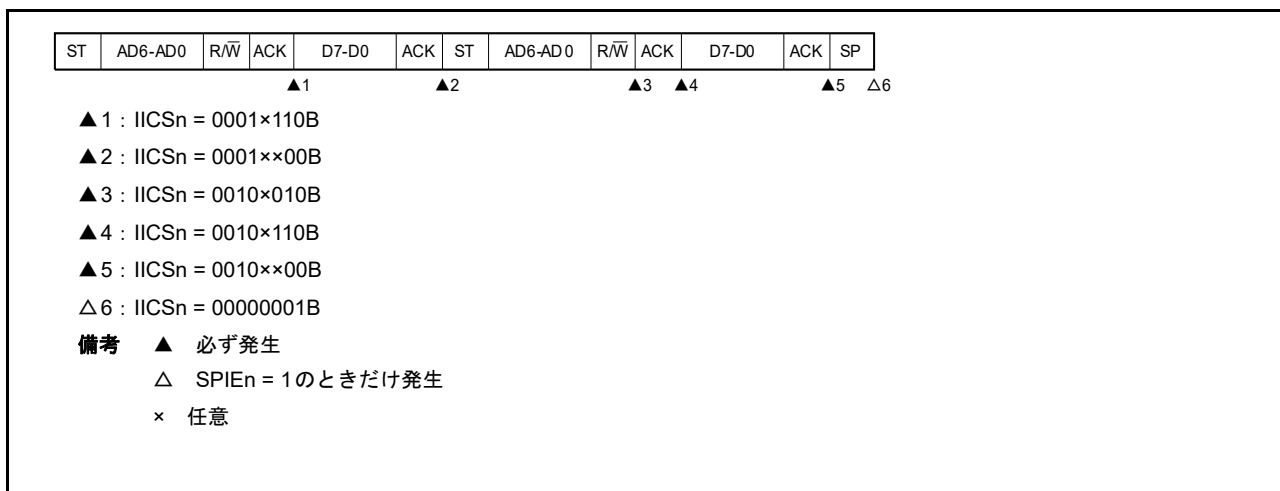 ST AD6-AD0 R/W̅ ACK D7-D0 ACK ST AD6-AD0 R/W̅ ACK D7-D0 ACK SP
▲1 ▲2 ▲3 ▲4 ▲5 △6
▲1：IICSn = 0001×110B
▲2：IICSn = 0001××00B
▲3：IICSn = 0010×010B
▲4：IICSn = 0010×110B
▲5：IICSn = 0010××00B
△6：IICSn = 00000001B
備考 ▲ 必ず発生
△ SPIEn = 1のときだけ発生
× 任意